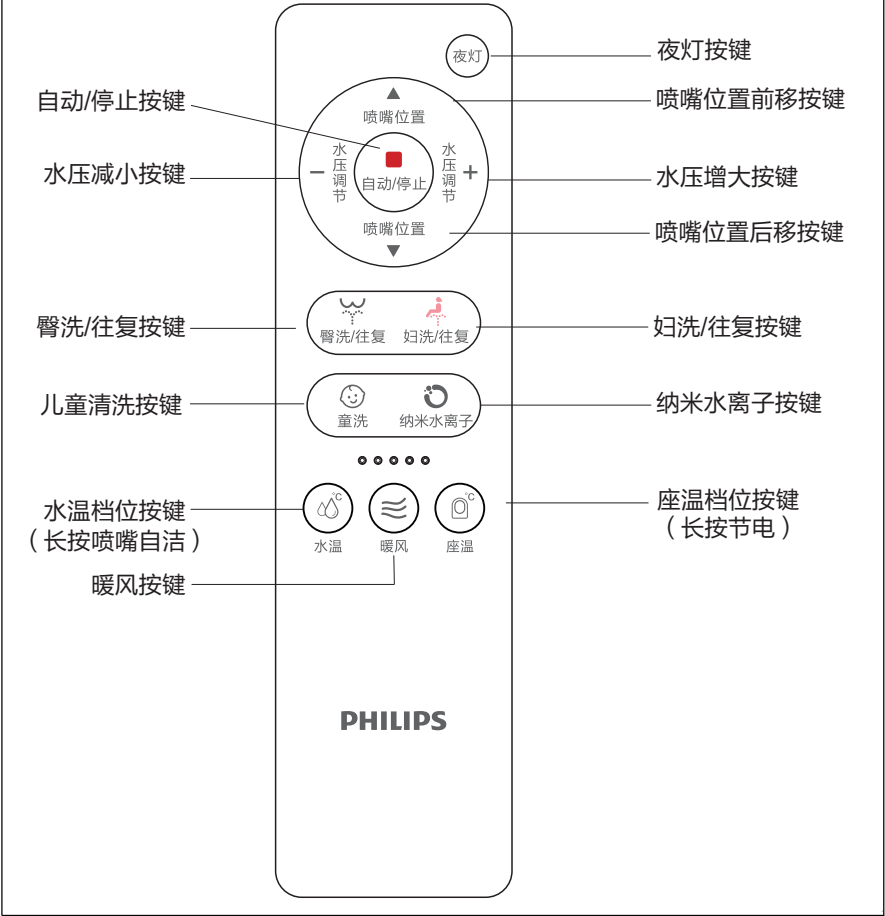 夜灯
夜灯按键
自动/停止按键
喷嘴位置
喷嘴位置前移按键
水压减小按键
水压调节
自动/停止
水压调节
水压增大按键
喷嘴位置
喷嘴位置后移按键
臀洗/往复按键
臀洗/往复
妇洗/往复
妇洗/往复按键
儿童清洗按键
童洗
纳米水离子
纳米水离子按键
水温档位按键
（长按喷嘴自洁）
℃
℃
座温档位按键
（长按节电）
水温
暖风
座温
暖风按键
PHILIPS